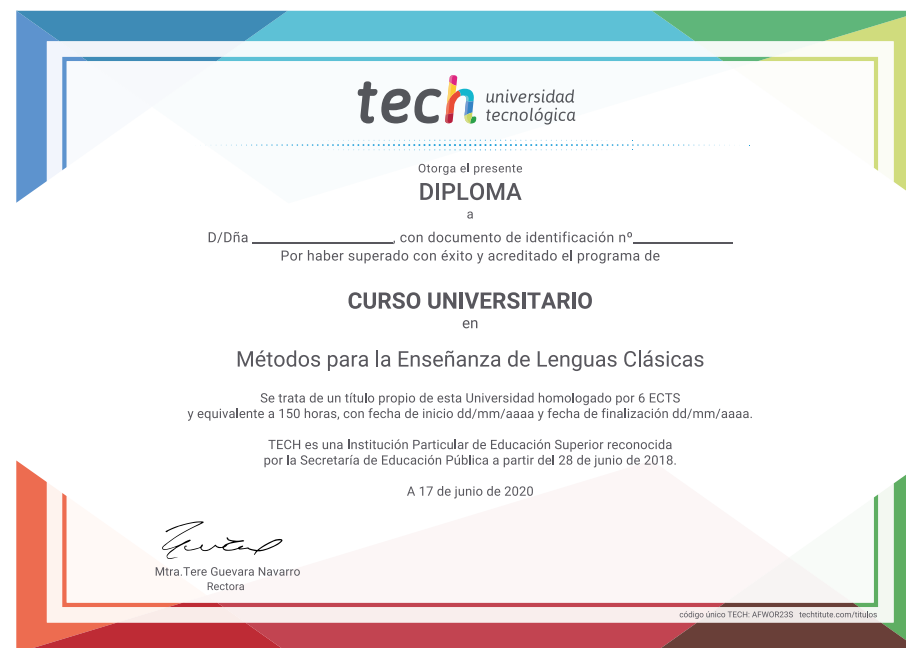 tech universidad
tecnológica
Otorga el presente
DIPLOMA
a
D/Dña ____________________, con documento de identificación nº______________
Por haber superado con éxito y acreditado el programa de
CURSO UNIVERSITARIO
en
Métodos para la Enseñanza de Lenguas Clásicas
Se trata de un título propio de esta Universidad homologado por 6 ECTS
y equivalente a 150 horas, con fecha de inicio dd/mm/aaaa y fecha de finalización dd/mm/aaaa.
TECH es una Institución Particular de Educación Superior reconocida
por la Secretaría de Educación Pública a partir del 28 de junio de 2018.
A 17 de junio de 2020
Mtra.Tere Guevara Navarro
Rectora
código único TECH: AFWOR23S techtitute.com/titulos